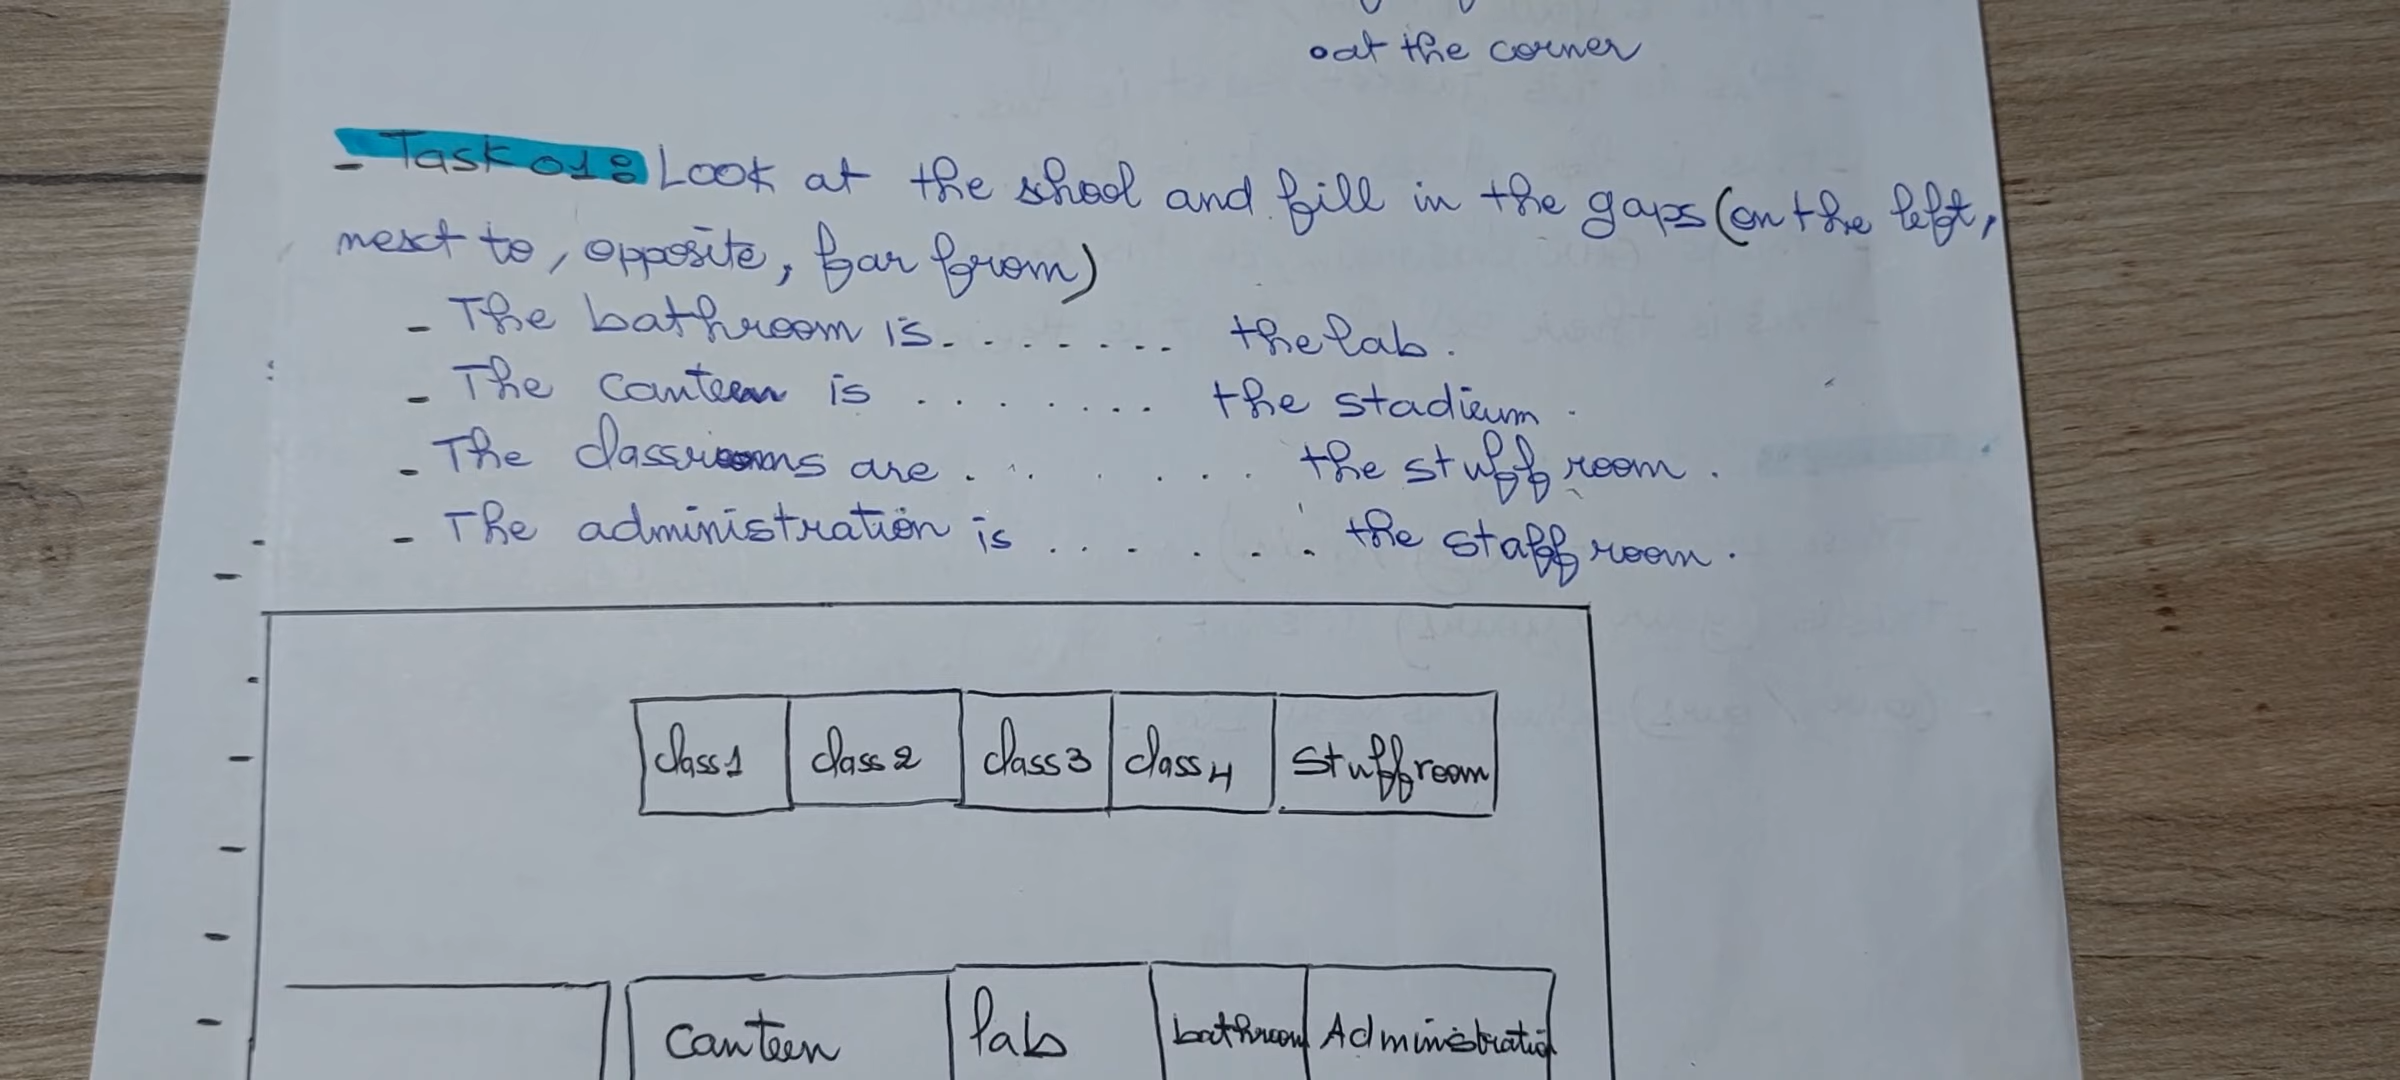 at the corner
- Task 01: Look at the shool and fill in the gaps (on the left,
next to, opposite, far from)
- The bathroom is........ the lab.
- The canteen is ........ the stadium.
- The classrooms are ....... the stuff room.
- The administration is ...... the staff room.
class 1 class 2 class 3 class 4 Stuff room
canteen lab bathroom Administratio